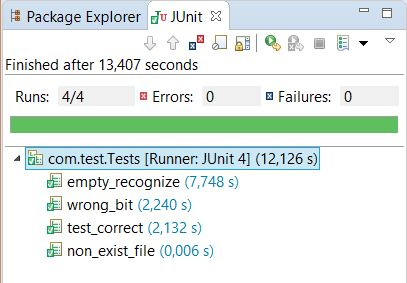 Package Explorer JUnit
Finished after 13,407 seconds
Runs: 4/4 Errors: 0 Failures: 0
com.test.Tests [Runner: JUnit 4] (12,126 s)
empty_recognize (7,748 s)
wrong_bit (2,240 s)
test_correct (2,132 s)
non_exist_file (0,006 s)